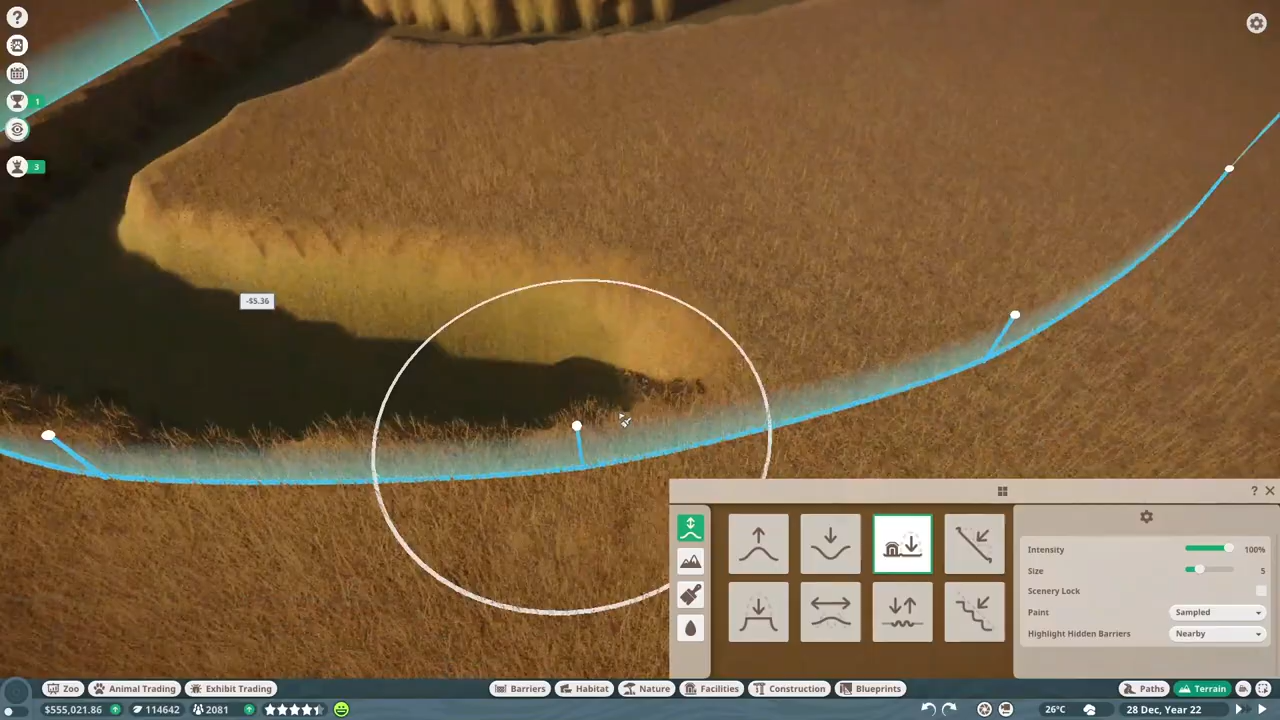 ?
1
3
-$5.36
? ×
Intensity 100%
Size 5
Scenery Lock
Paint Sampled
Highlight Hidden Barriers Nearby
Zoo Animal Trading Exhibit Trading Barriers Habitat Nature Facilities Construction Blueprints Paths Terrain
$555,021.86 114642 2081 26°C 28 Dec, Year 22